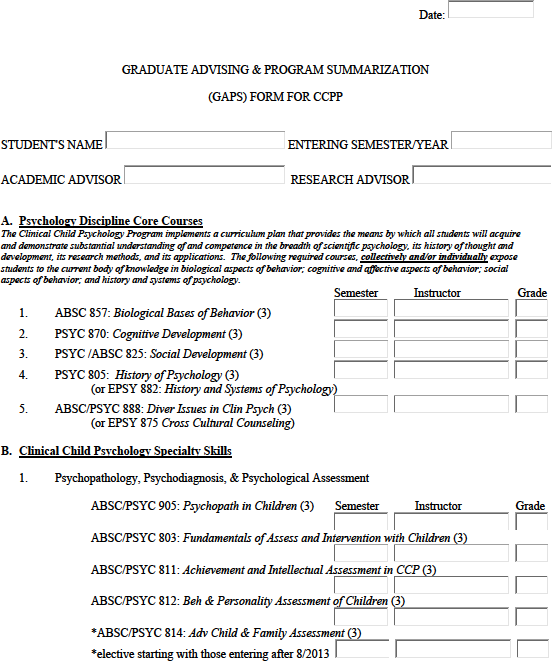 Date:
GRADUATE ADVISING & PROGRAM SUMMARIZATION
(GAPS) FORM FOR CCPP
STUDENT'S NAME ENTERING SEMESTER/YEAR
ACADEMIC ADVISOR RESEARCH ADVISOR
A. Psychology Discipline Core Courses
The Clinical Child Psychology Program implements a curriculum plan that provides the means by which all students will acquire
and demonstrate substantial understanding of and competence in the breadth of scientific psychology, its history of thought and
development, its research methods, and its applications. The following required courses, collectively and/or individually expose
students to the current body of knowledge in biological aspects of behavior; cognitive and affective aspects of behavior; social
aspects of behavior; and history and systems of psychology.
Semester Instructor Grade
1. ABSC 857: Biological Bases of Behavior (3)
2. PSYC 870: Cognitive Development (3)
3. PSYC /ABSC 825: Social Development (3)
4. PSYC 805: History of Psychology (3)
(or EPSY 882: History and Systems of Psychology)
5. ABSC/PSYC 888: Diver Issues in Clin Psych (3)
(or EPSY 875 Cross Cultural Counseling)
B. Clinical Child Psychology Specialty Skills
1. Psychopathology, Psychodiagnosis, & Psychological Assessment
ABSC/PSYC 905: Psychopath in Children (3) Semester Instructor Grade
ABSC/PSYC 803: Fundamentals of Assess and Intervention with Children (3)
ABSC/PSYC 811: Achievement and Intellectual Assessment in CCP (3)
ABSC/PSYC 812: Beh & Personality Assessment of Children (3)
*ABSC/PSYC 814: Adv Child & Family Assessment (3)
*elective starting with those entering after 8/2013